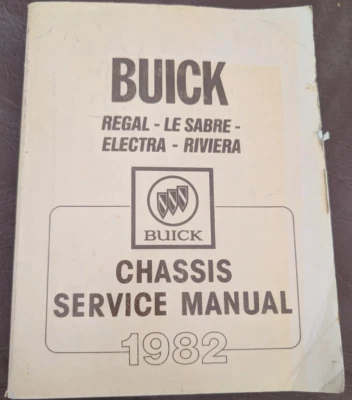 BUICK
REGAL - LE SABRE -
ELECTRA - RIVIERA
BUICK
CHASSIS
SERVICE MANUAL
1982